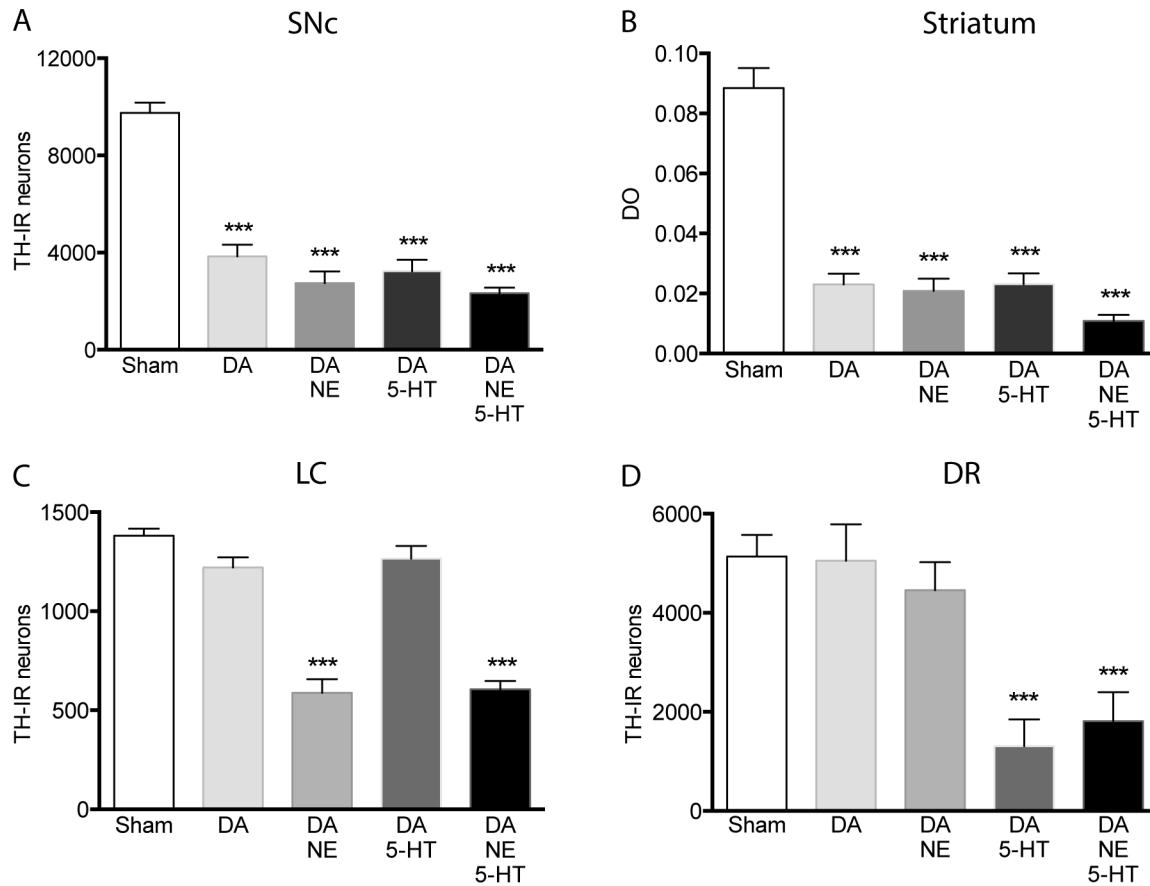 A
SNc
TH-IR neurons
12000
8000
4000
0
***
***
***
***
Sham
DA
DA
NE
DA
5-HT
DA
NE
5-HT
B
Striatum
DO
0.10
0.08
0.06
0.04
0.02
0.00
***
***
***
***
Sham
DA
DA
NE
DA
5-HT
DA
NE
5-HT
C
LC
TH-IR neurons
1500
1000
500
0
***
***
Sham
DA
DA
NE
DA
5-HT
DA
NE
5-HT
D
DR
TH-IR neurons
6000
4000
2000
0
***
***
Sham
DA
DA
NE
DA
5-HT
DA
NE
5-HT